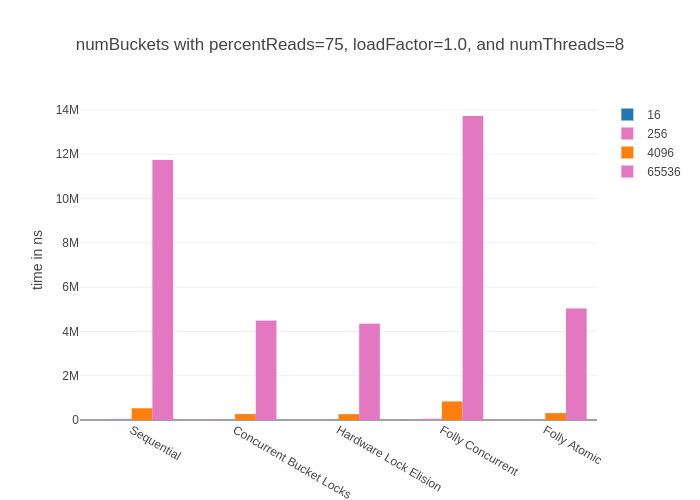 numBuckets with percentReads=75, loadFactor=1.0, and numThreads=8
14M
12M
10M
8M
6M
4M
2M
0
time in ns
Sequential
Concurrent Bucket Locks
Hardware Lock Elision
Folly Concurrent
Folly Atomic
16
256
4096
65536